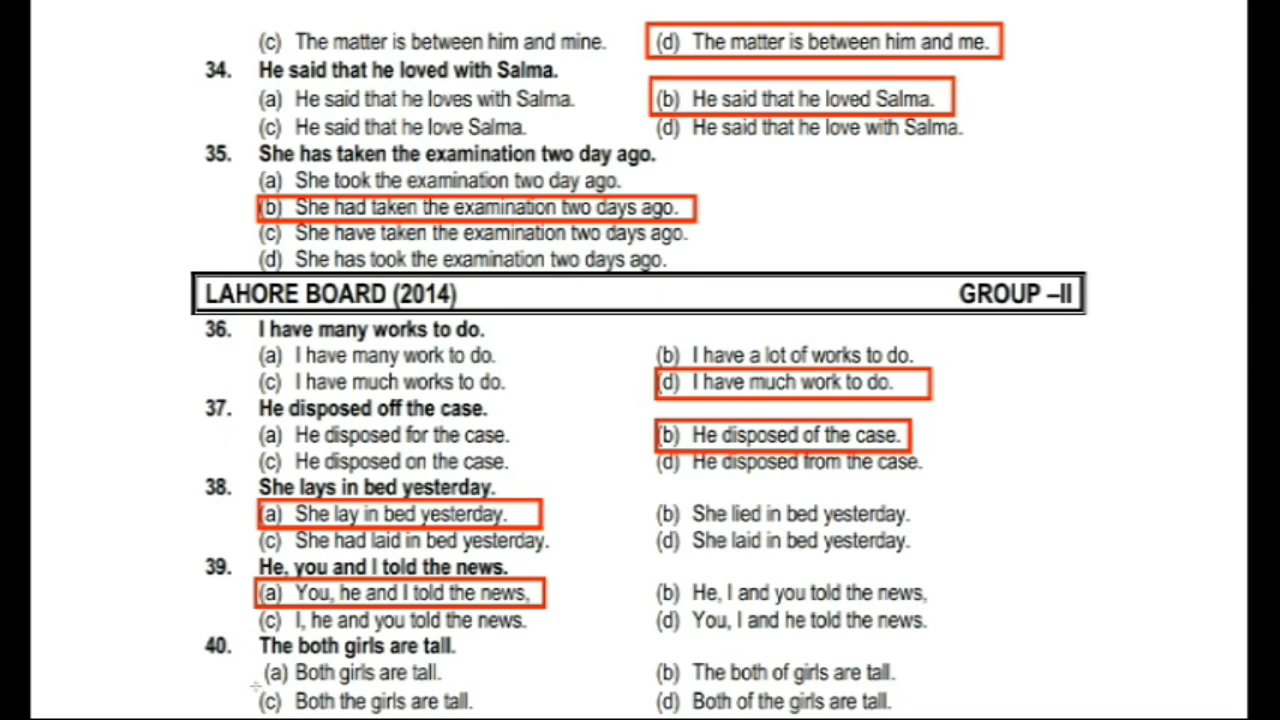 (c) The matter is between him and mine. (d) The matter is between him and me.
34. He said that he loved with Salma.
(a) He said that he loves with Salma. (b) He said that he loved Salma.
(c) He said that he love Salma. (d) He said that he love with Salma.
35. She has taken the examination two day ago.
(a) She took the examination two day ago.
(b) She had taken the examination two days ago.
(c) She have taken the examination two days ago.
(d) She has took the examination two days ago.
LAHORE BOARD (2014) GROUP –II
36. I have many works to do.
(a) I have many work to do. (b) I have a lot of works to do.
(c) I have much works to do. (d) I have much work to do.
37. He disposed off the case.
(a) He disposed for the case. (b) He disposed of the case.
(c) He disposed on the case. (d) He disposed from the case.
38. She lays in bed yesterday.
(a) She lay in bed yesterday. (b) She lied in bed yesterday.
(c) She had laid in bed yesterday. (d) She laid in bed yesterday.
39. He, you and I told the news.
(a) You, he and I told the news, (b) He, I and you told the news,
(c) I, he and you told the news. (d) You, I and he told the news.
40. The both girls are tall.
(a) Both girls are tall. (b) The both of girls are tall.
(c) Both the girls are tall. (d) Both of the girls are tall.